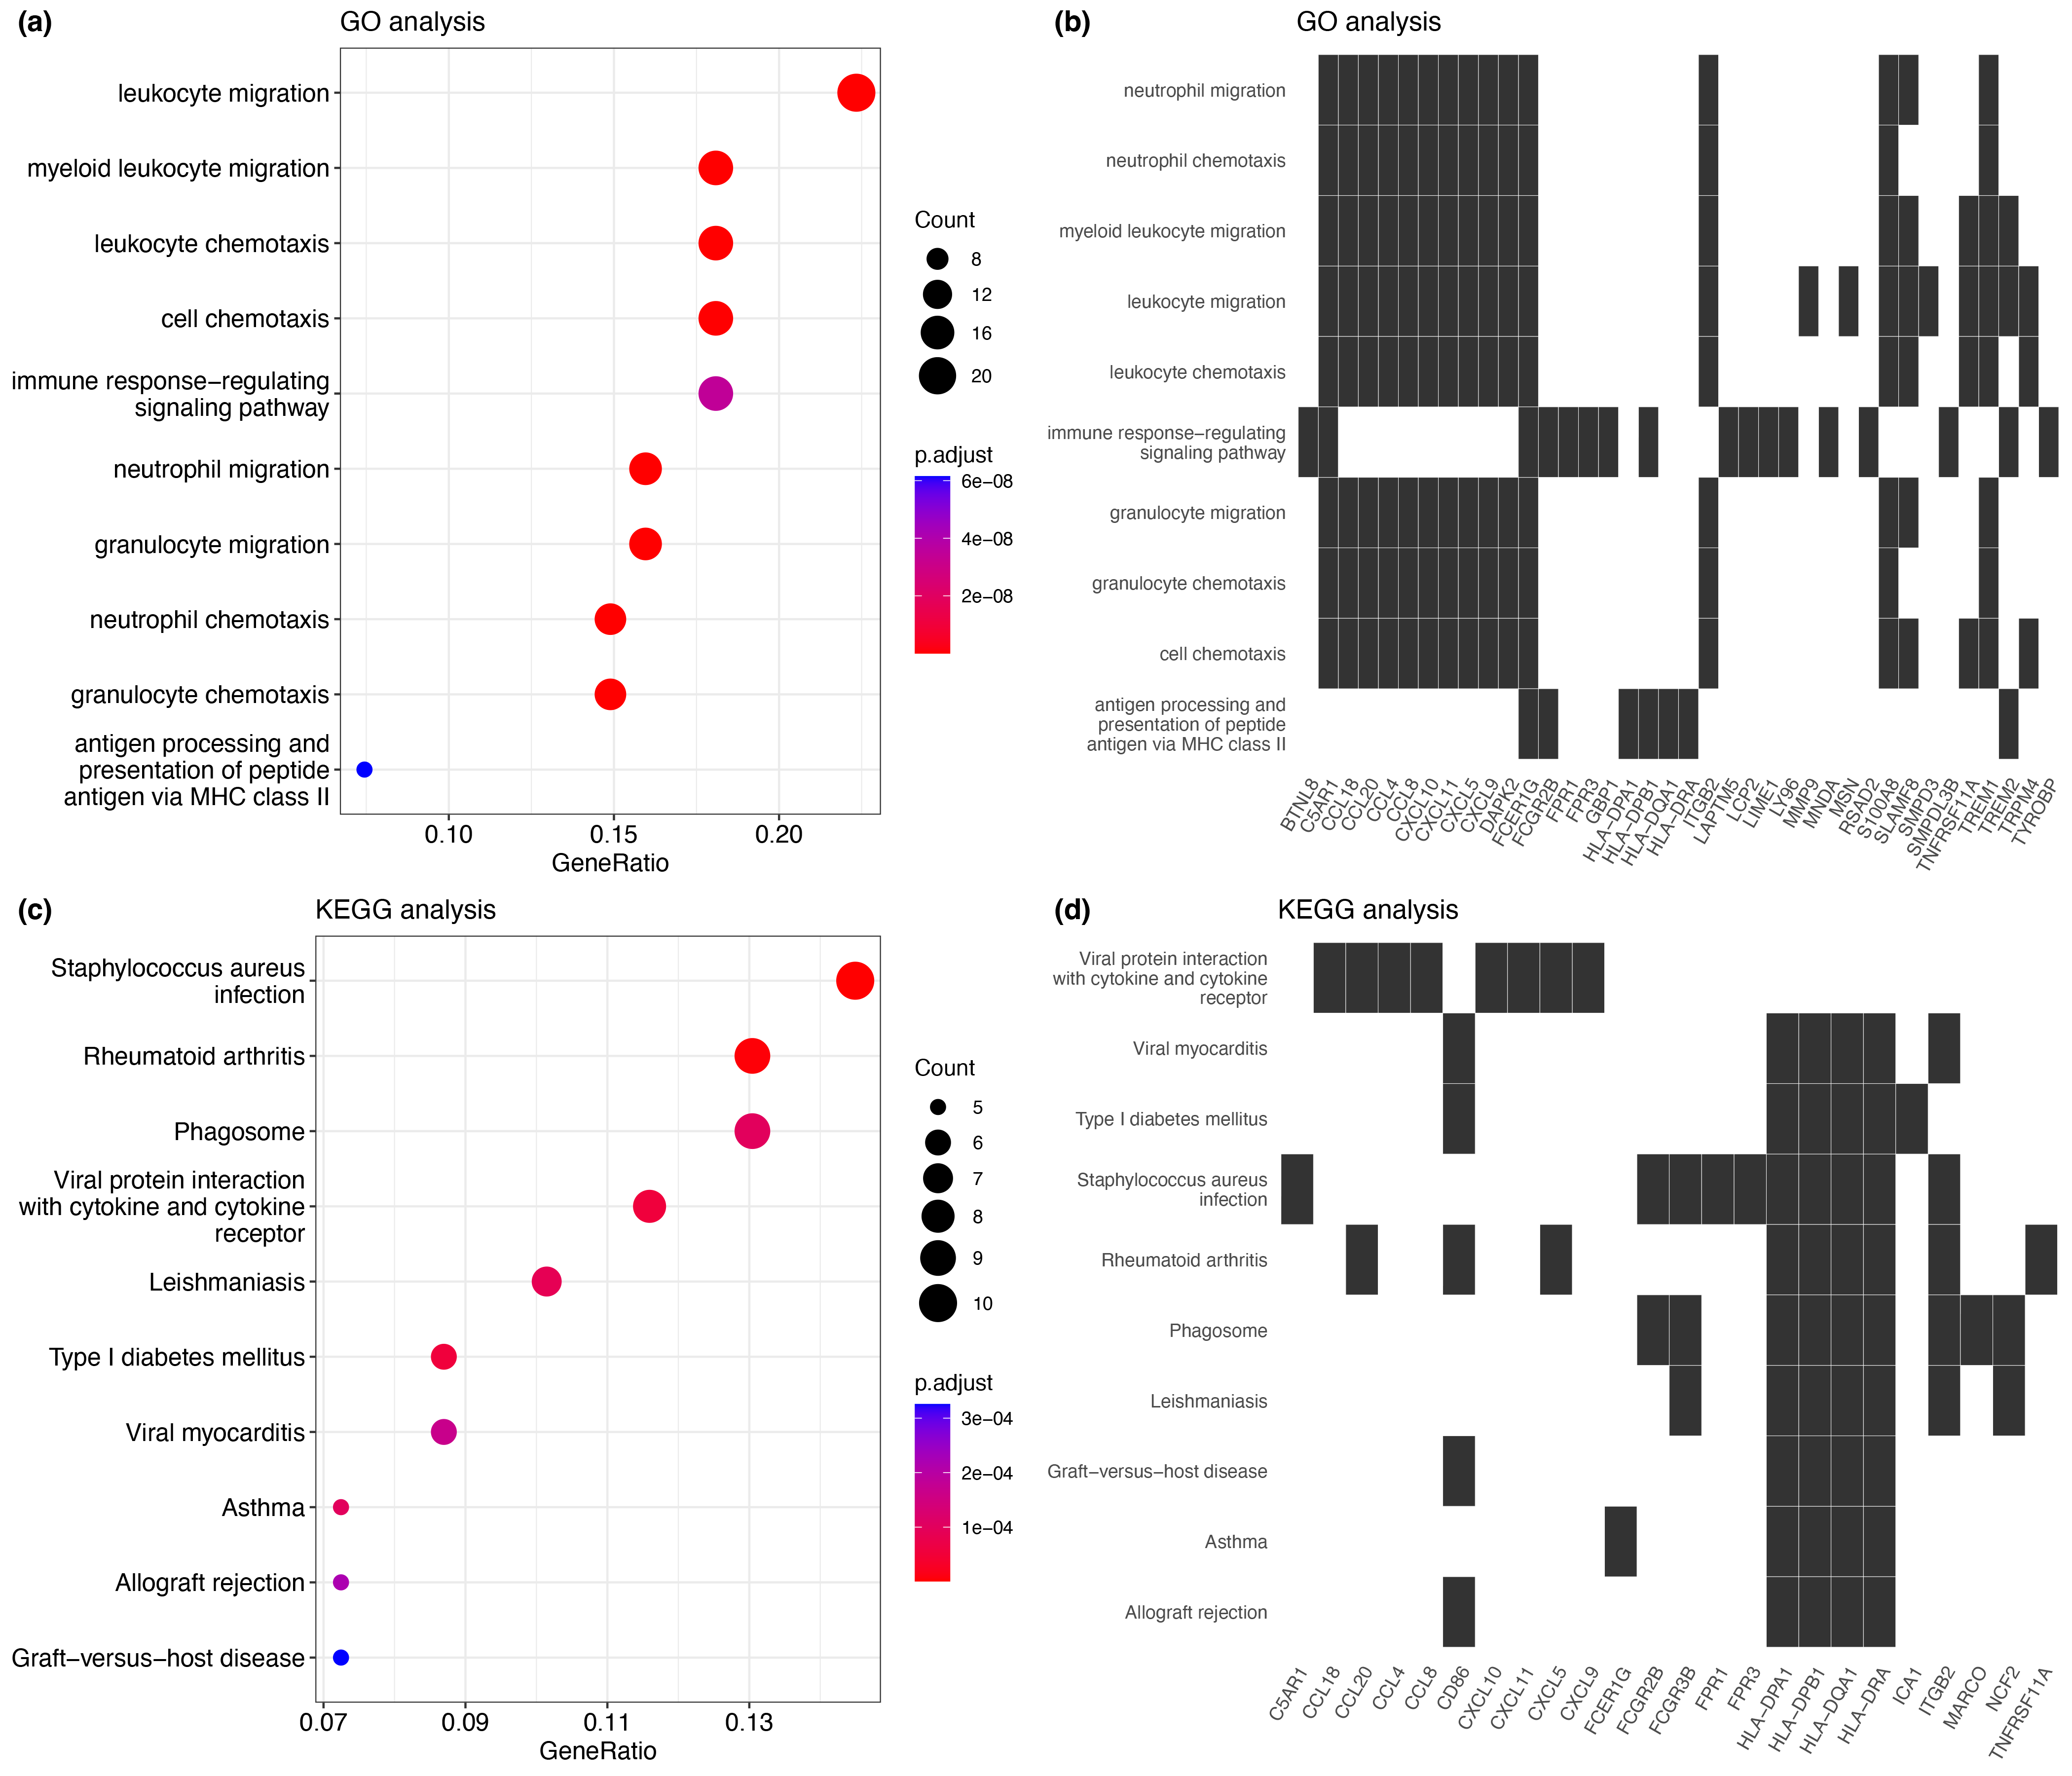 (a)
GO analysis
leukocyte migration
myeloid leukocyte migration
leukocyte chemotaxis
cell chemotaxis
immune response−regulating
signaling pathway
neutrophil migration
granulocyte migration
neutrophil chemotaxis
granulocyte chemotaxis
antigen processing and
presentation of peptide
antigen via MHC class II
0.10
0.15
0.20
GeneRatio
Count
8
12
16
20
p.adjust
6e−08
4e−08
2e−08
(b)
GO analysis
neutrophil migration
neutrophil chemotaxis
myeloid leukocyte migration
leukocyte migration
leukocyte chemotaxis
immune response−regulating
signaling pathway
granulocyte migration
granulocyte chemotaxis
cell chemotaxis
antigen processing and
presentation of peptide
antigen via MHC class II
BTNL8
C5AR1
CCL18
CCL20
CCL4
CCL8
CXCL10
CXCL11
CXCL5
CXCL9
DAPK2
FCER1G
FCGR2B
FPR1
FPR3
GBP1
HLA−DPA1
HLA−DPB1
HLA−DQA1
HLA−DRA
ITGB2
LAPTM5
LCP2
LIME1
LY96
MMP9
MNDA
MSN
RSAD2
S100A8
SLAMF8
SMPD3
SMPDL3B
TNFRSF11A
TREM1
TREM2
TRPM4
TYROBP
(c)
KEGG analysis
Staphylococcus aureus
infection
Rheumatoid arthritis
Phagosome
Viral protein interaction
with cytokine and cytokine
receptor
Leishmaniasis
Type I diabetes mellitus
Viral myocarditis
Asthma
Allograft rejection
Graft−versus−host disease
0.07
0.09
0.11
0.13
GeneRatio
Count
5
6
7
8
9
10
p.adjust
3e−04
2e−04
1e−04
(d)
KEGG analysis
Viral protein interaction
with cytokine and cytokine
receptor
Viral myocarditis
Type I diabetes mellitus
Staphylococcus aureus
infection
Rheumatoid arthritis
Phagosome
Leishmaniasis
Graft−versus−host disease
Asthma
Allograft rejection
C5AR1
CCL18
CCL20
CCL4
CCL8
CD86
CXCL10
CXCL11
CXCL5
CXCL9
FCER1G
FCGR2B
FCGR3B
FPR1
FPR3
HLA−DPA1
HLA−DPB1
HLA−DQA1
HLA−DRA
ICA1
ITGB2
MARCO
NCF2
TNFRSF11A